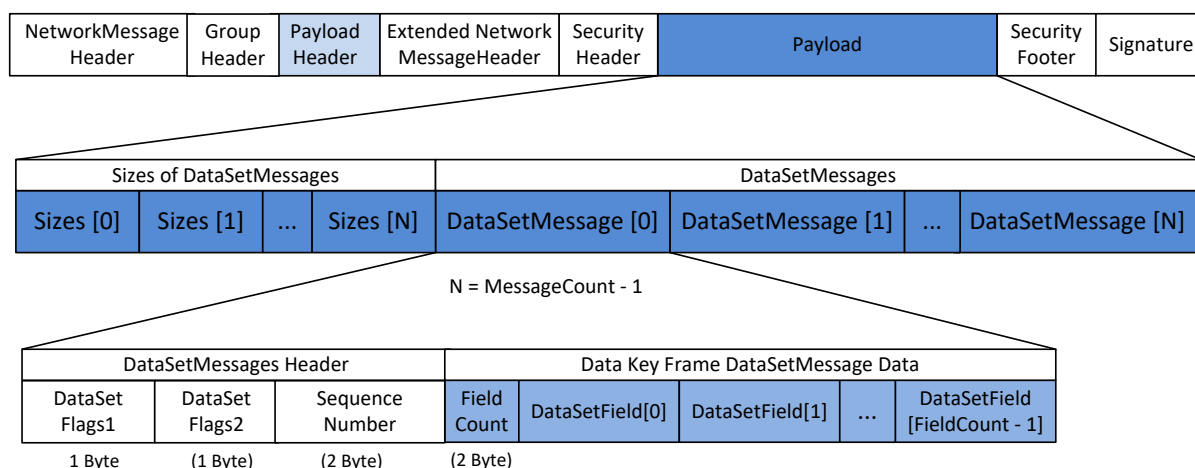 NetworkMessage Header
Group Header
Payload Header
Extended Network MessageHeader
Security Header
Payload
Security Footer
Signature
Sizes of DataSetMessages
DataSetMessages
Sizes [0]
Sizes [1]
...
Sizes [N]
DataSetMessage [0]
DataSetMessage [1]
...
DataSetMessage [N]
N = MessageCount - 1
DataSetMessages Header
Data Key Frame DataSetMessage Data
DataSet Flags1
DataSet Flags2
Sequence Number
Field Count
DataSetField[0]
DataSetField[1]
...
DataSetField [FieldCount - 1]
1 Byte
(1 Byte)
(2 Byte)
(2 Byte)